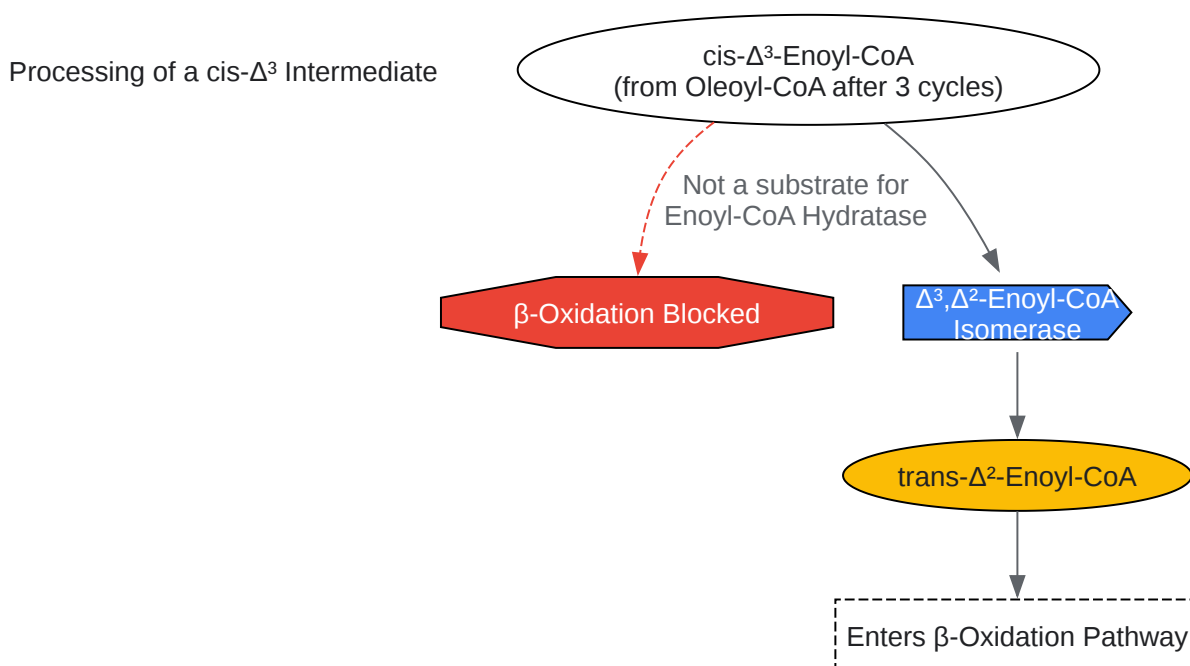 Processing of a cis-Δ³ Intermediate
cis-Δ³-Enoyl-CoA
(from Oleoyl-CoA after 3 cycles)
Not a substrate for
Enoyl-CoA Hydratase
β-Oxidation Blocked
Δ³,Δ²-Enoyl-CoA
Isomerase
trans-Δ²-Enoyl-CoA
Enters β-Oxidation Pathway